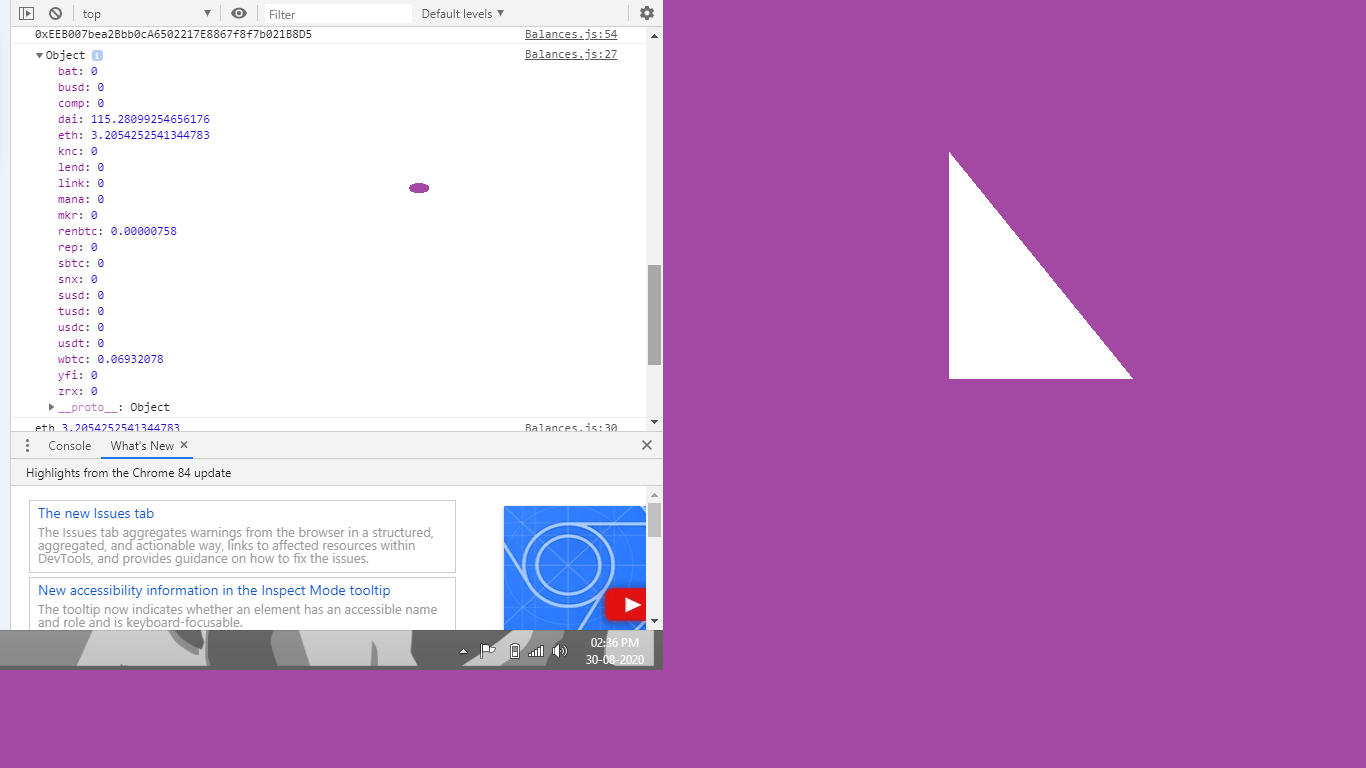 top Filter Default levels
0xEEB007bea2Bbb0cA6502217E8867f8f7b021B8D5 Balances.js:54
Object i Balances.js:27
bat: 0
busd: 0
comp: 0
dai: 115.28099254656176
eth: 3.2054252541344783
knc: 0
lend: 0
link: 0
mana: 0
mkr: 0
renbtc: 0.00000758
rep: 0
sbtc: 0
snx: 0
susd: 0
tusd: 0
usdc: 0
usdt: 0
wbtc: 0.06932078
yfi: 0
zrx: 0
__proto__: Object
eth 3.2054252541344783 Balances.js:30
Console What's New
Highlights from the Chrome 84 update
The new Issues tab
The Issues tab aggregates warnings from the browser in a structured,
aggregated, and actionable way, links to affected resources within
DevTools, and provides guidance on how to fix the issues.
New accessibility information in the Inspect Mode tooltip
The tooltip now indicates whether an element has an accessible name
and role and is keyboard-focusable.
02:36 PM
30-08-2020